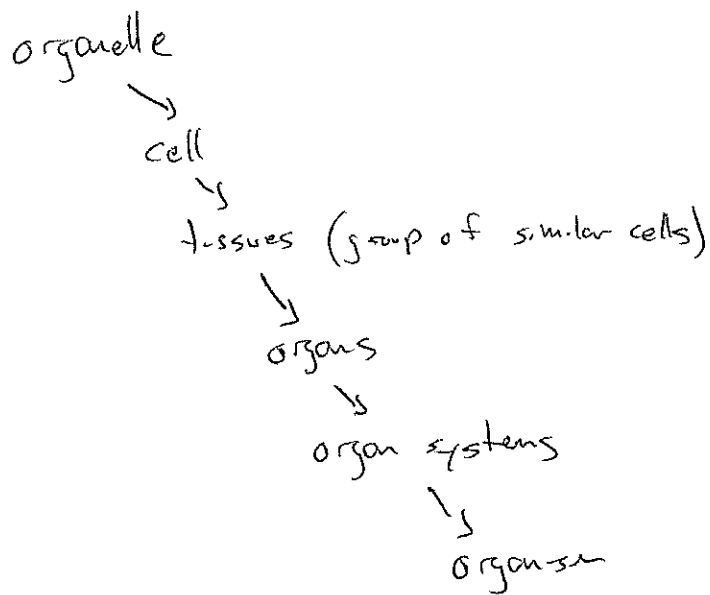 organelle
cell
tissues (group of similar cells)
organs
organ systems
organism